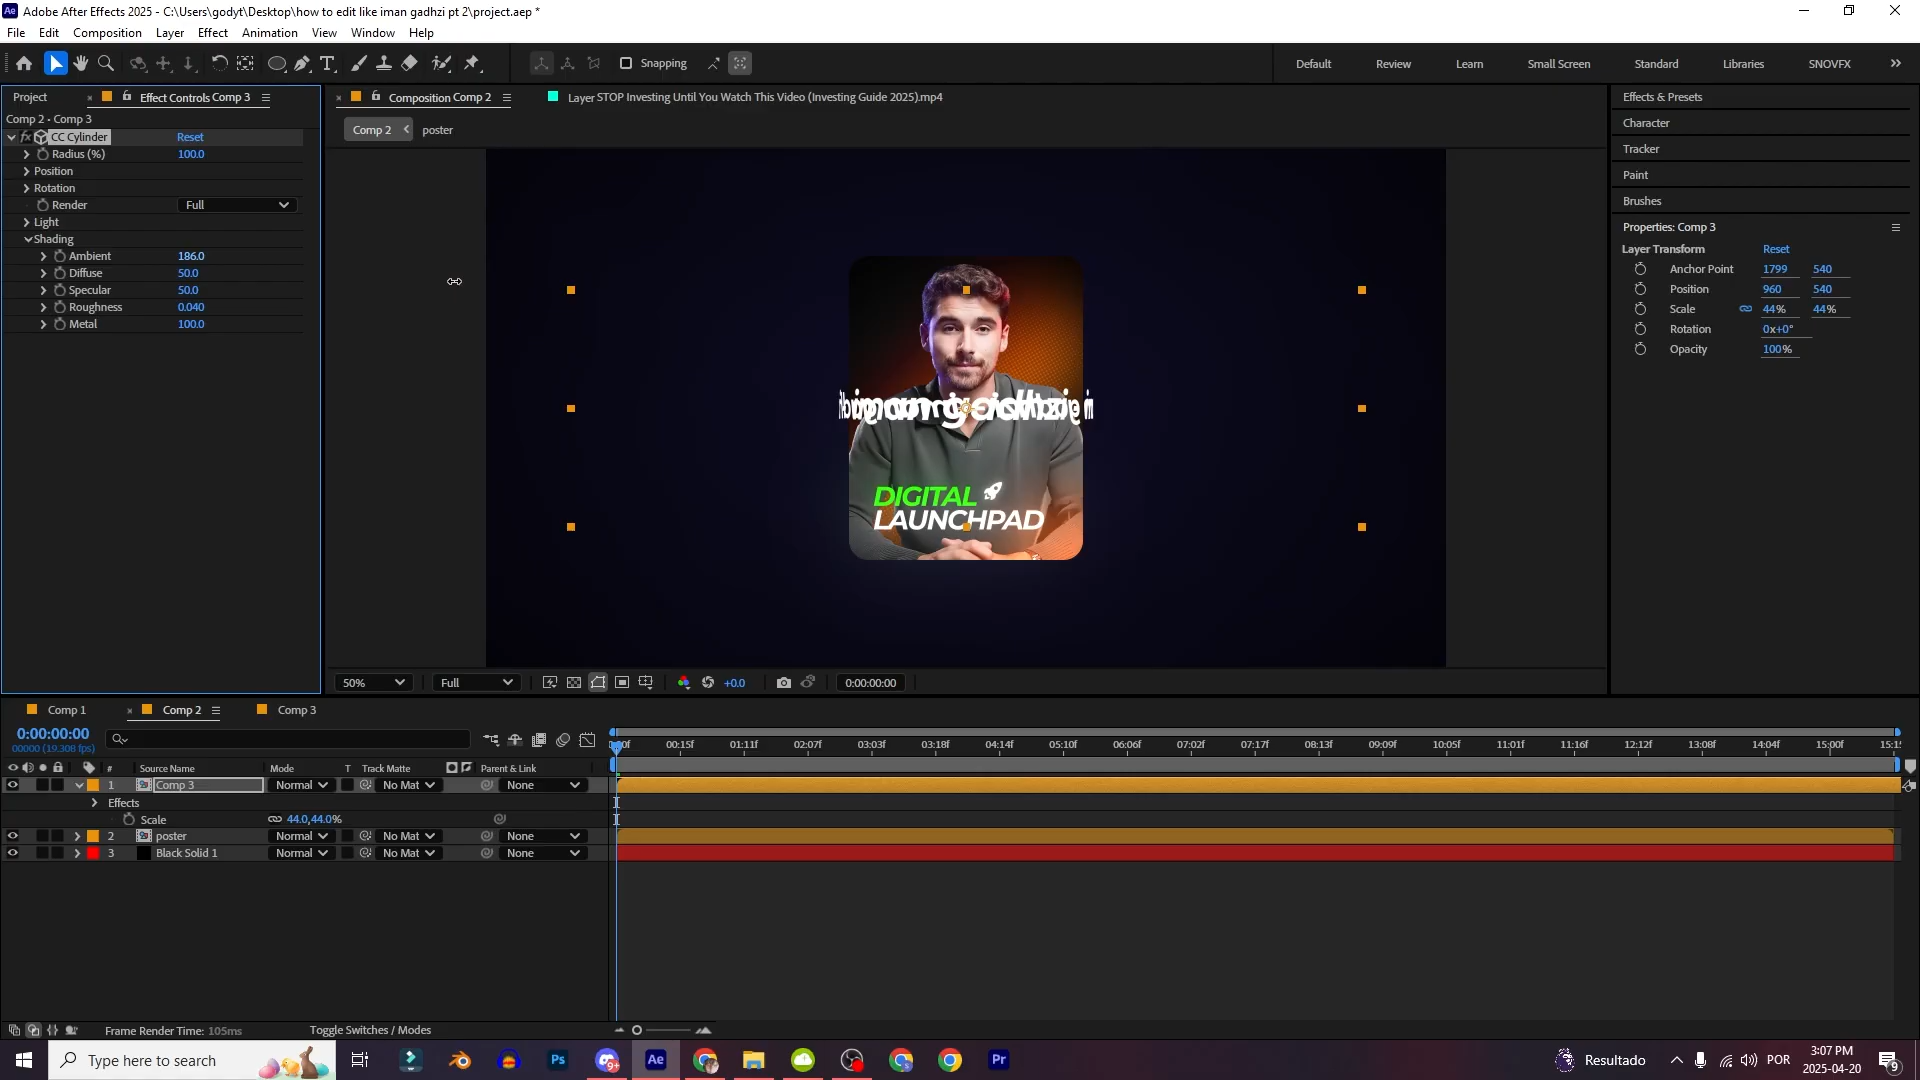 Adobe After Effects 2025 - C:\Users\godyt\Desktop\how to edit like iman gadhzi pt 2\project.aep *
File Edit Composition Layer Effect Animation View Window Help
Snapping
Default Review Learn Small Screen Standard Libraries SNOVFX
Project Effect Controls Comp 3
Composition Comp 2
Layer STOP Investing Until You Watch This Video (Investing Guide 2025).mp4
Effects & Presets
Comp 2 • Comp 3
Comp 2 poster
Character
CC Cylinder Reset
Tracker
Radius (%) 100.0
Position
Paint
Rotation
Brushes
Render Full
Light
Properties: Comp 3
Shading
Layer Transform Reset
Ambient 186.0
Anchor Point 1799 540
Diffuse 50.0
Position 960 540
Specular 50.0
Scale 44% 44%
Roughness 0.040
Rotation 0x+0°
Metal 100.0
Opacity 100%
iman gadhzi
DIGITAL
LAUNCHPAD
50% Full +0.0 0:00:00:00
Comp 1 Comp 2 Comp 3
0:00:00:00
00000 (19.308 fps)
00:15f 01:11f 02:07f 03:03f 03:18f 04:14f 05:10f 06:06f 07:02f 07:17f 08:13f 09:09f 10:05f 11:01f 11:16f 12:12f 13:08f 14:04f 15:00f
# Source Name Mode T Track Matte Parent & Link
1 Comp 3 Normal No Mat None
Effects
Scale 44.0,44.0%
2 poster Normal No Mat None
3 Black Solid 1 Normal No Mat None
Frame Render Time: 105ms Toggle Switches / Modes
Type here to search
Ps 9+ Ae Pr
Resultado POR 3:07 PM
2025-04-20 9